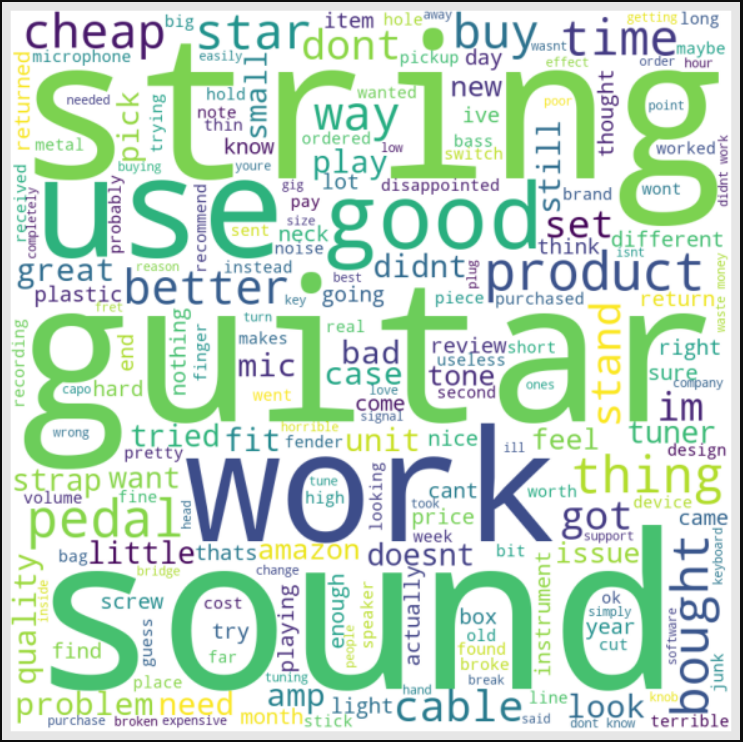 cheap big star item hole away getting long
microphone easily dont pickup buy day wasnt effect time order maybe hour
string
returned needed trying hold small note thin pick metal
way ordered wanted low ive new bass switch poor thought point worked
know buying youre play gig lot disappointed still brand wont didnt work
received completely probably recommend use good pay size set
sent neck noise think different isnt
great reason instead best didnt plug product
plastic better key going piece purchased return waste money
fret turn real
guitar
recording end nothing finger makes mic bad review short useless stand right
capo hard went case tone second love ones sure company
come signal im
wrong tried horrible fit fender unit nice feel tuner
pretty ill design
strap want work looking thing
volume fine tune high cant worth device
head took price week got support came
pedal bag little thats amazon doesnt bit issue
bridge change keyboard
quality inside sound bought
screw cost playing enough speaker actually box ok simply year
guess try old instrument cut software
find far people found broke junk
place tuning hand break line knob
problem need amp light cable look
purchase broken expensive month stick said dont know terrible